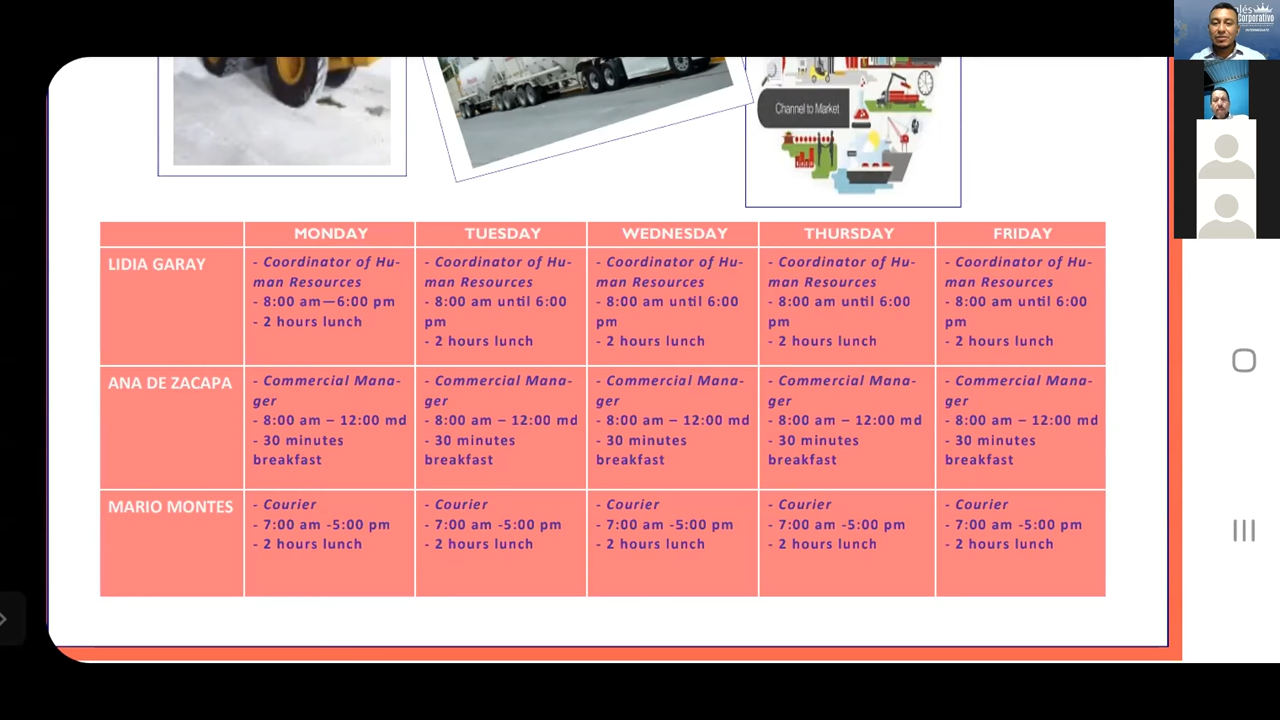 glés
Corporativo
INTERMEDIATE
Channel to Market
MONDAY TUESDAY WEDNESDAY THURSDAY FRIDAY
LIDIA GARAY
- Coordinator of Hu-
man Resources
- 8:00 am—6:00 pm
- 2 hours lunch
- Coordinator of Hu-
man Resources
- 8:00 am until 6:00
pm
- 2 hours lunch
- Coordinator of Hu-
man Resources
- 8:00 am until 6:00
pm
- 2 hours lunch
- Coordinator of Hu-
man Resources
- 8:00 am until 6:00
pm
- 2 hours lunch
- Coordinator of Hu-
man Resources
- 8:00 am until 6:00
pm
- 2 hours lunch
ANA DE ZACAPA
- Commercial Mana-
ger
- 8:00 am – 12:00 md
- 30 minutes
breakfast
- Commercial Mana-
ger
- 8:00 am – 12:00 md
- 30 minutes
breakfast
- Commercial Mana-
ger
- 8:00 am – 12:00 md
- 30 minutes
breakfast
- Commercial Mana-
ger
- 8:00 am – 12:00 md
- 30 minutes
breakfast
- Commercial Mana-
ger
- 8:00 am – 12:00 md
- 30 minutes
breakfast
MARIO MONTES
- Courier
- 7:00 am -5:00 pm
- 2 hours lunch
- Courier
- 7:00 am -5:00 pm
- 2 hours lunch
- Courier
- 7:00 am -5:00 pm
- 2 hours lunch
- Courier
- 7:00 am -5:00 pm
- 2 hours lunch
- Courier
- 7:00 am -5:00 pm
- 2 hours lunch